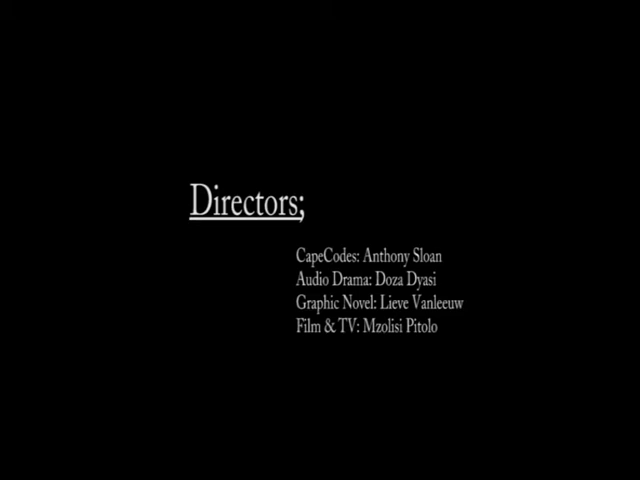 Directors;
CapeCodes: Anthony Sloan
Audio Drama: Doza Dyasi
Graphic Novel: Lieve Vanleeuw
Film & TV: Mzolisi Pitolo